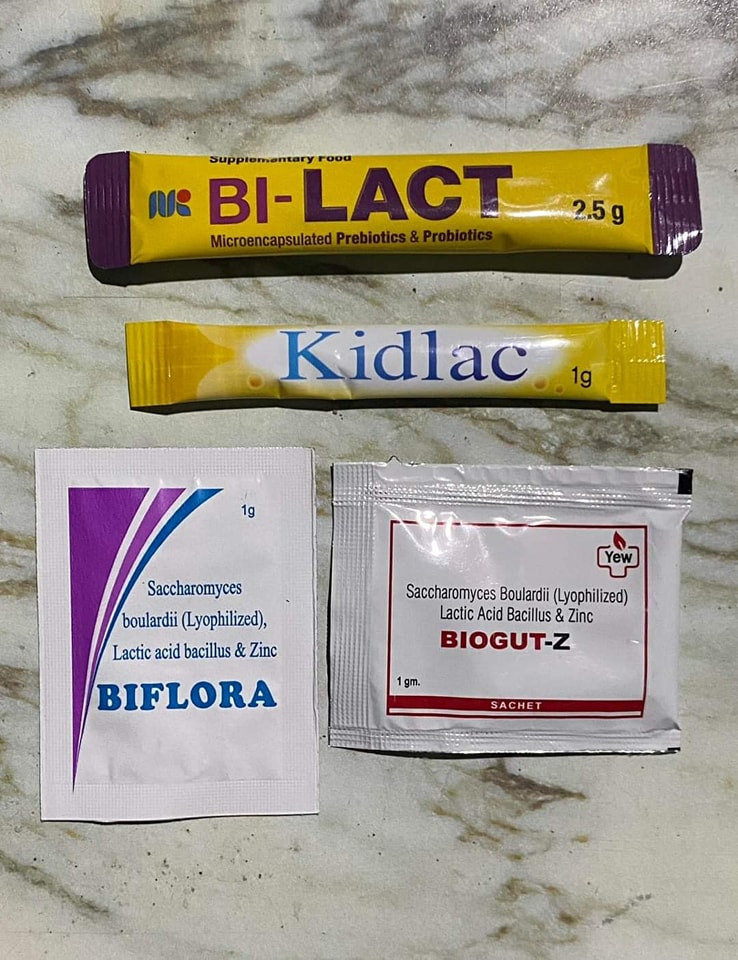 Supplementary Food
BI-LACT
2.5 g
Microencapsulated Prebiotics & Probiotics
Kidlac
1g
1g
Saccharomyces
boulardii (Lyophilized),
Lactic acid bacillus & Zinc
BIFLORA
Yew
Saccharomyces Boulardii (Lyophilized)
Lactic Acid Bacillus & Zinc
BIOGUT-Z
1 gm.
SACHET